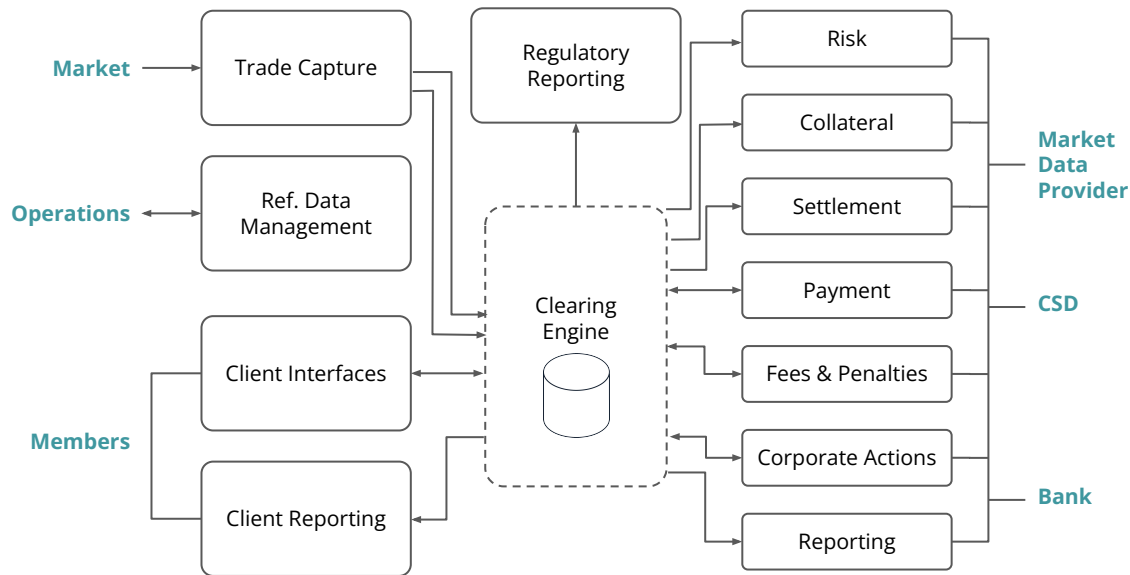 Market
Trade Capture
Operations
Ref. Data
Management
Members
Client Interfaces
Client Reporting
Regulatory
Reporting
Clearing
Engine
Risk
Collateral
Settlement
Payment
Fees & Penalties
Corporate Actions
Reporting
Market
Data
Provider
CSD
Bank